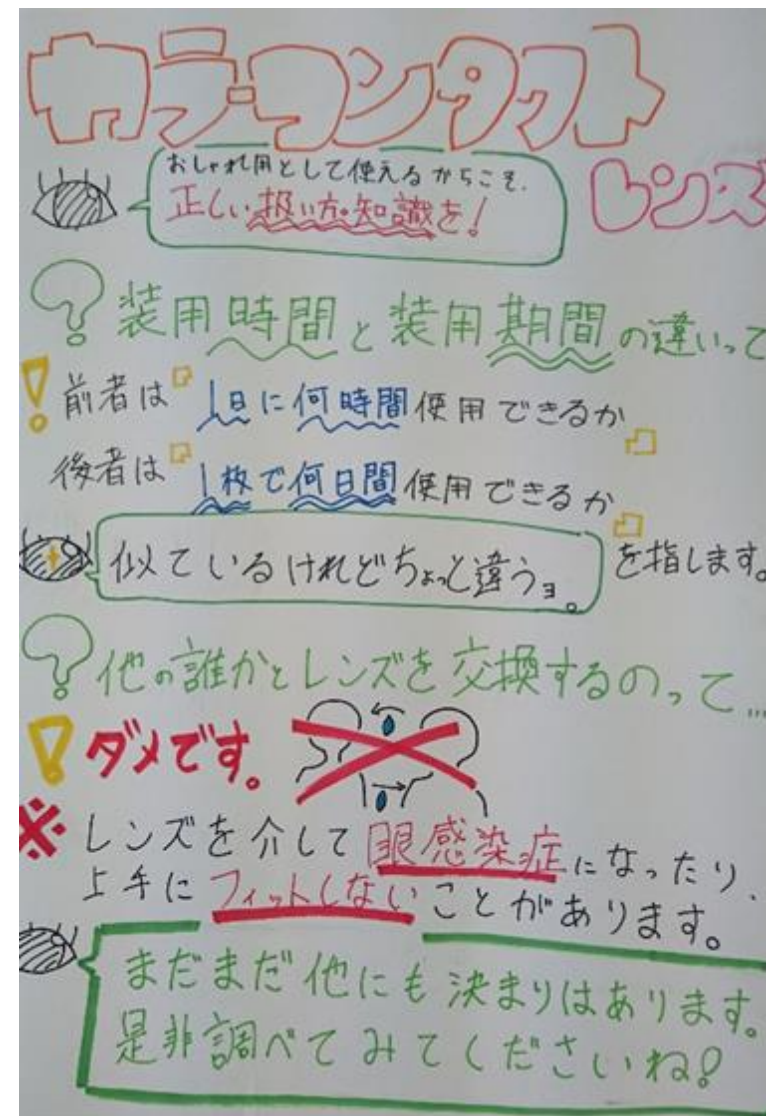 カラーコンタクト
レンズ
おしゃれ用として使えるからこそ、
正しい扱い方・知識を!
?装用時間と装用期間の違いって
!前者は「1日に何時間使用できるか」
後者は「1枚で何日間使用できるか」
を指します。
似ているけれどちょっと違うョ。
?他の誰かとレンズを交換するのって…
!ダメです。
※レンズを介して眼感染症になったり、
上手にフィットしないことがあります。
まだまだ他にも決まりはあります。
是非調べてみてくださいね!